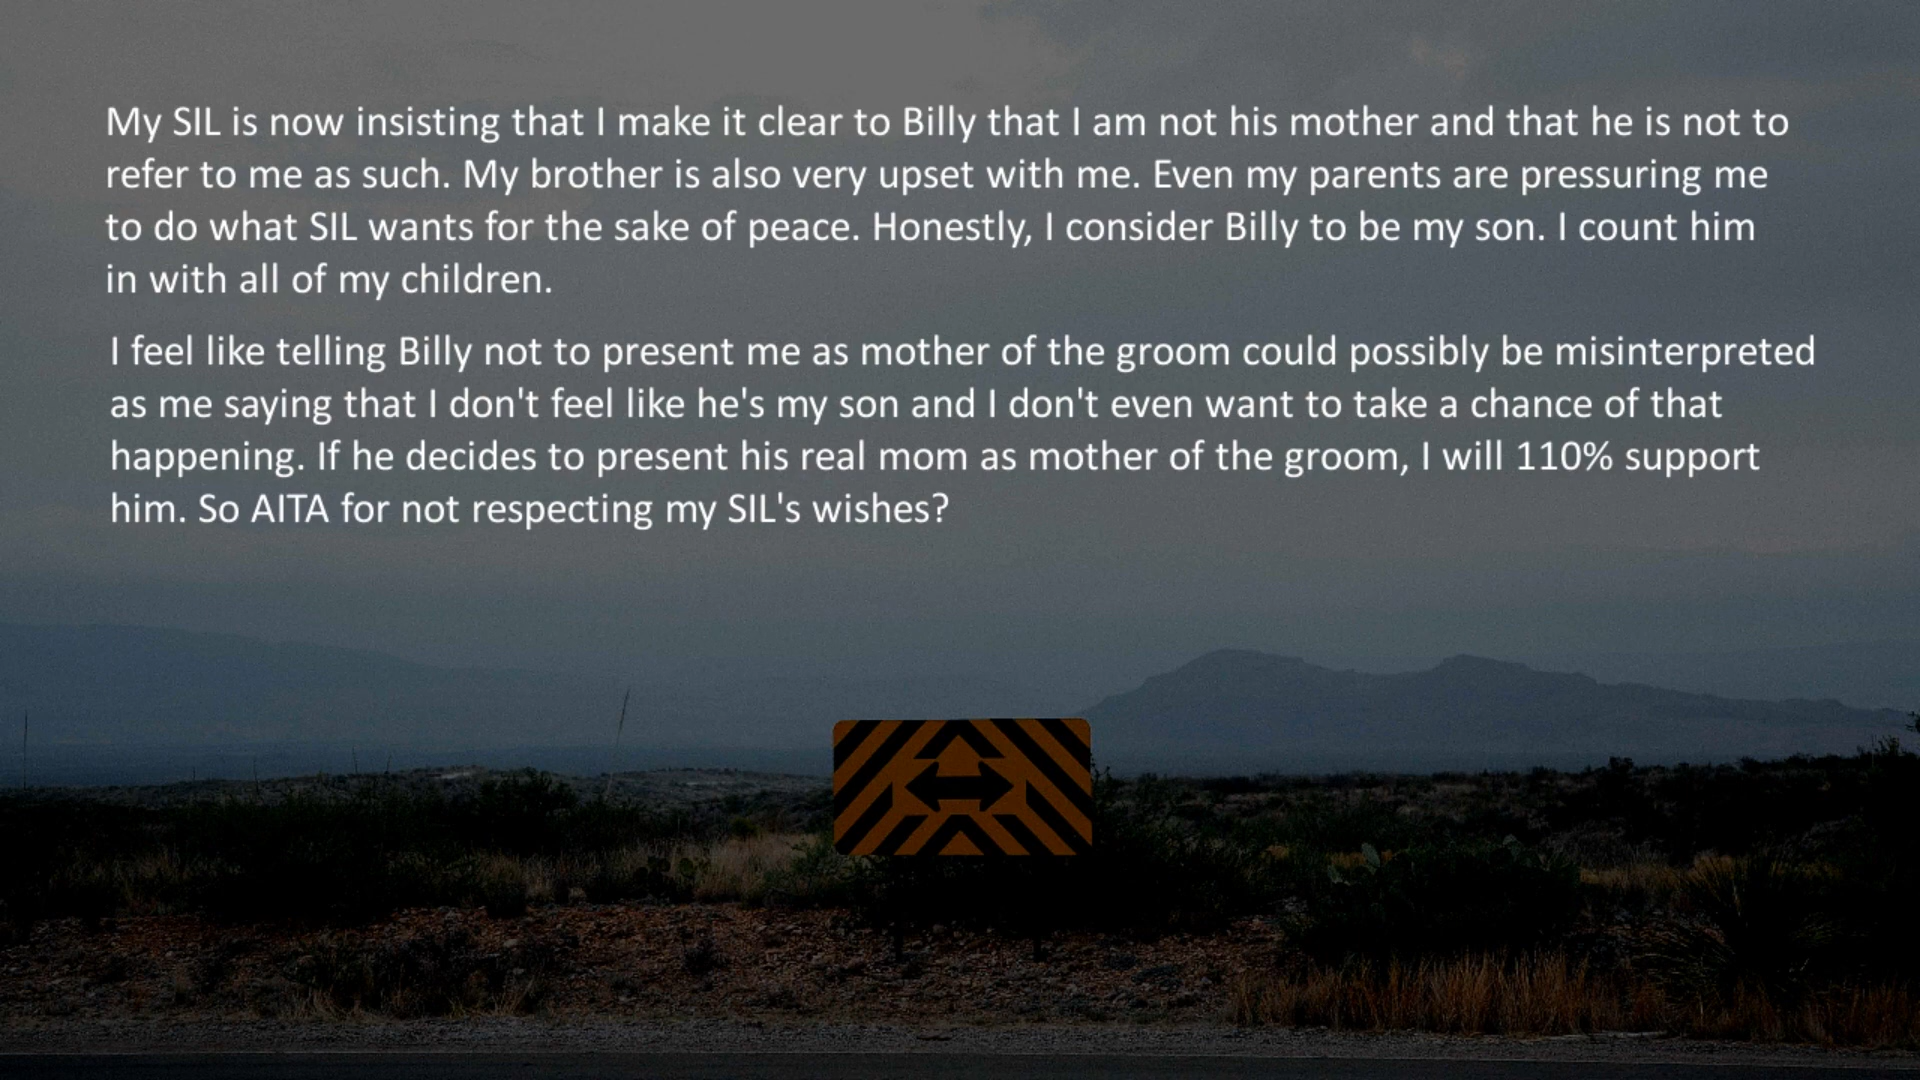 My SIL is now insisting that I make it clear to Billy that I am not his mother and that he is not to
refer to me as such. My brother is also very upset with me. Even my parents are pressuring me
to do what SIL wants for the sake of peace. Honestly, I consider Billy to be my son. I count him
in with all of my children.
I feel like telling Billy not to present me as mother of the groom could possibly be misinterpreted
as me saying that I don't feel like he's my son and I don't even want to take a chance of that
happening. If he decides to present his real mom as mother of the groom, I will 110% support
him. So AITA for not respecting my SIL's wishes?